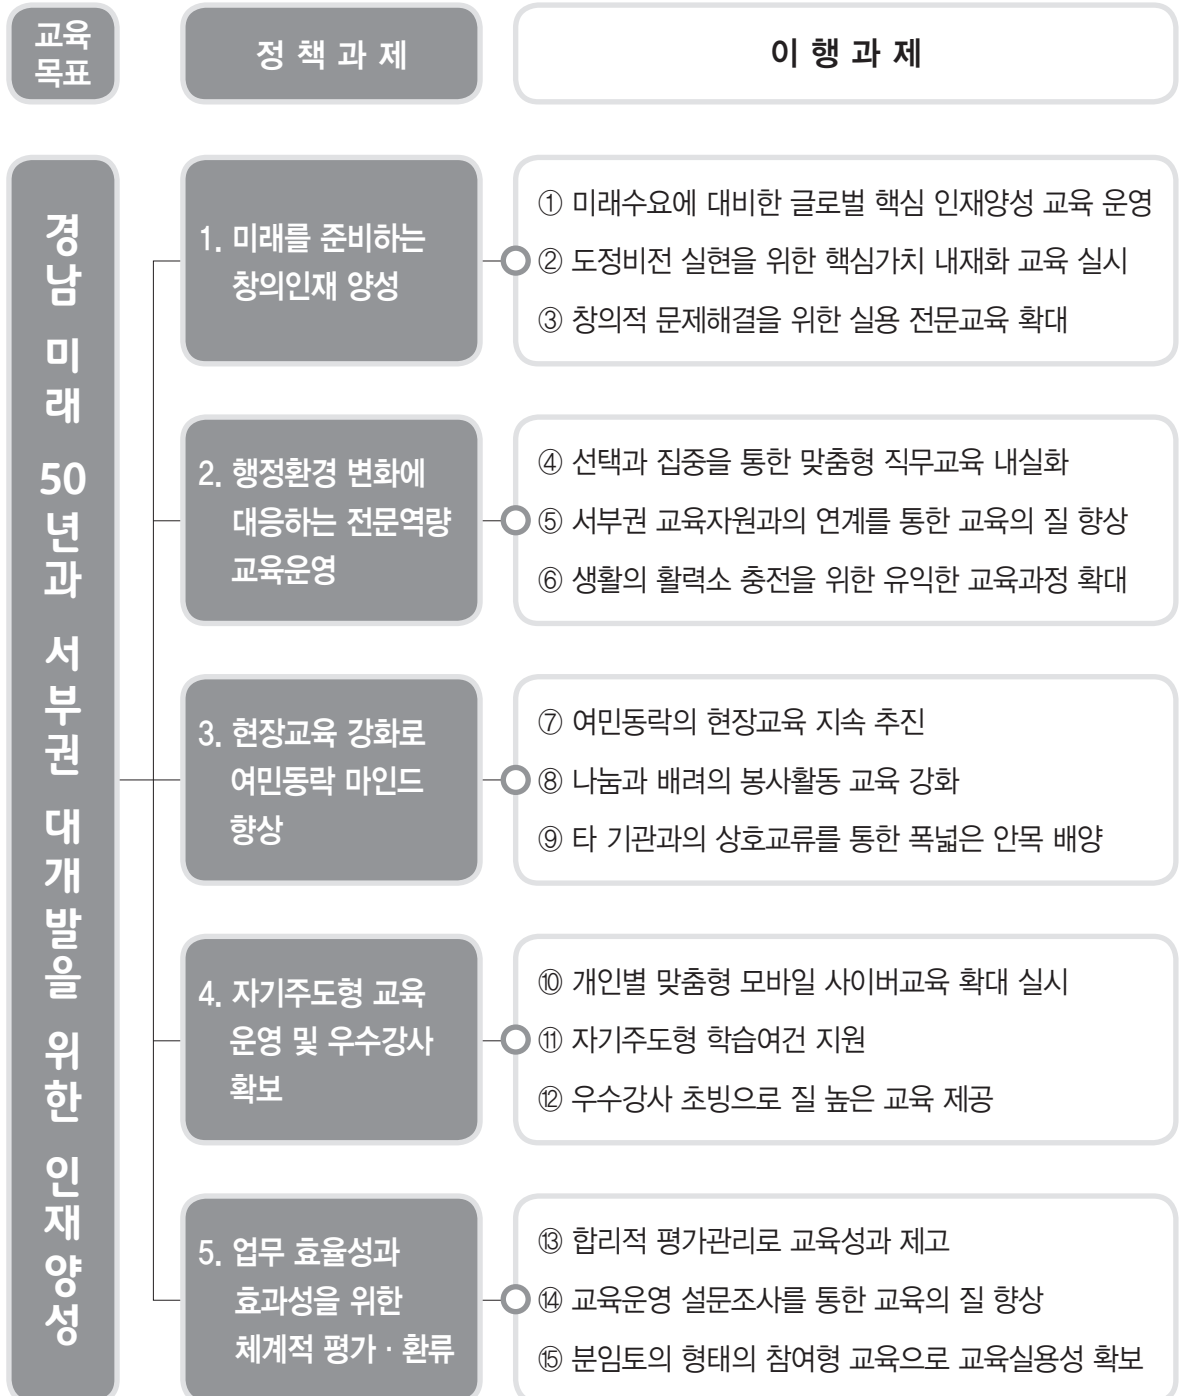 교육
목표
정 책 과 제
이 행 과 제
경남 미래 50년과 서부권 대개발을 위한 인재양성
1. 미래를 준비하는
창의인재 양성
① 미래수요에 대비한 글로벌 핵심 인재양성 교육 운영
② 도정비전 실현을 위한 핵심가치 내재화 교육 실시
③ 창의적 문제해결을 위한 실용 전문교육 확대
2. 행정환경 변화에
대응하는 전문역량
교육운영
④ 선택과 집중을 통한 맞춤형 직무교육 내실화
⑤ 서부권 교육자원과의 연계를 통한 교육의 질 향상
⑥ 생활의 활력소 충전을 위한 유익한 교육과정 확대
3. 현장교육 강화로
여민동락 마인드
향상
⑦ 여민동락의 현장교육 지속 추진
⑧ 나눔과 배려의 봉사활동 교육 강화
⑨ 타 기관과의 상호교류를 통한 폭넓은 안목 배양
4. 자기주도형 교육
운영 및 우수강사
확보
⑩ 개인별 맞춤형 모바일 사이버교육 확대 실시
⑪ 자기주도형 학습여건 지원
⑫ 우수강사 초빙으로 질 높은 교육 제공
5. 업무 효율성과
효과성을 위한
체계적 평가 · 환류
⑬ 합리적 평가관리로 교육성과 제고
⑭ 교육운영 설문조사를 통한 교육의 질 향상
⑮ 분임토의 형태의 참여형 교육으로 교육실용성 확보